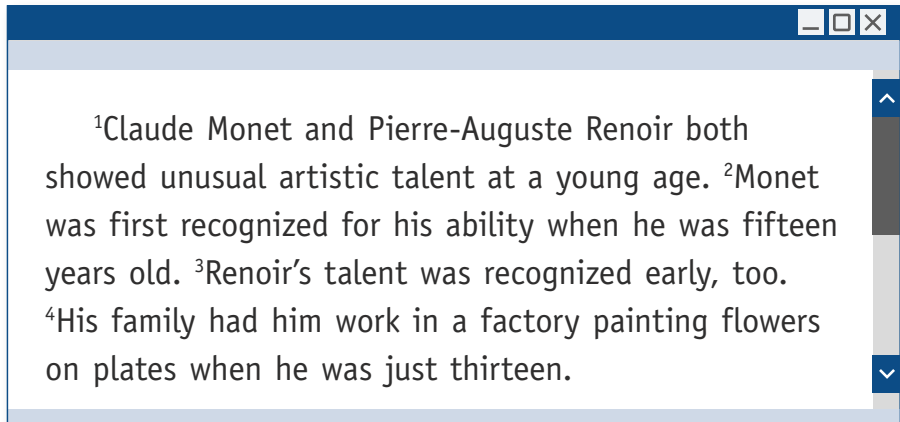 ¹Claude Monet and Pierre-Auguste Renoir both
showed unusual artistic talent at a young age. ²Monet
was first recognized for his ability when he was fifteen
years old. ³Renoir’s talent was recognized early, too.
⁴His family had him work in a factory painting flowers
on plates when he was just thirteen.